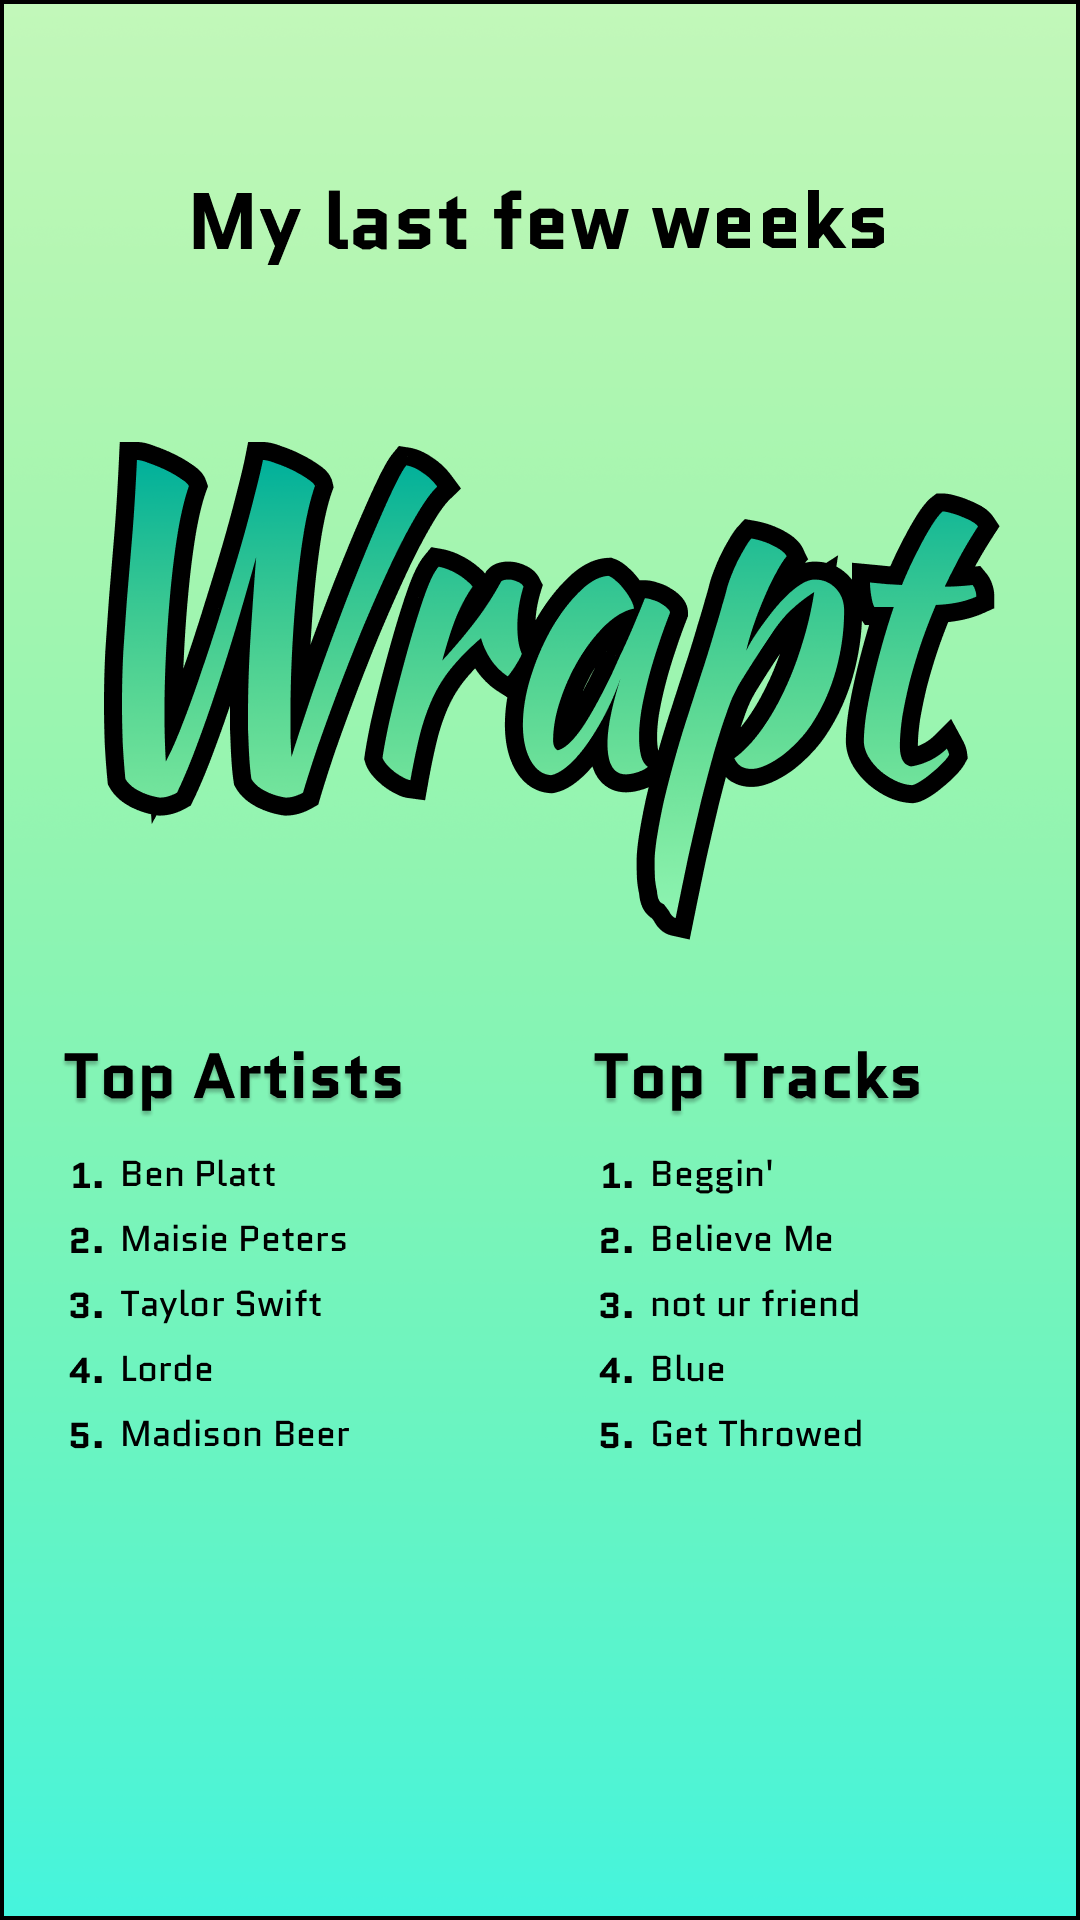 My last few weeks
Wrapt
Top Artists
1. Ben Platt
2. Maisie Peters
3. Taylor Swift
4. Lorde
5. Madison Beer
Top Tracks
1. Beggin'
2. Believe Me
3. not ur friend
4. Blue
5. Get Throwed